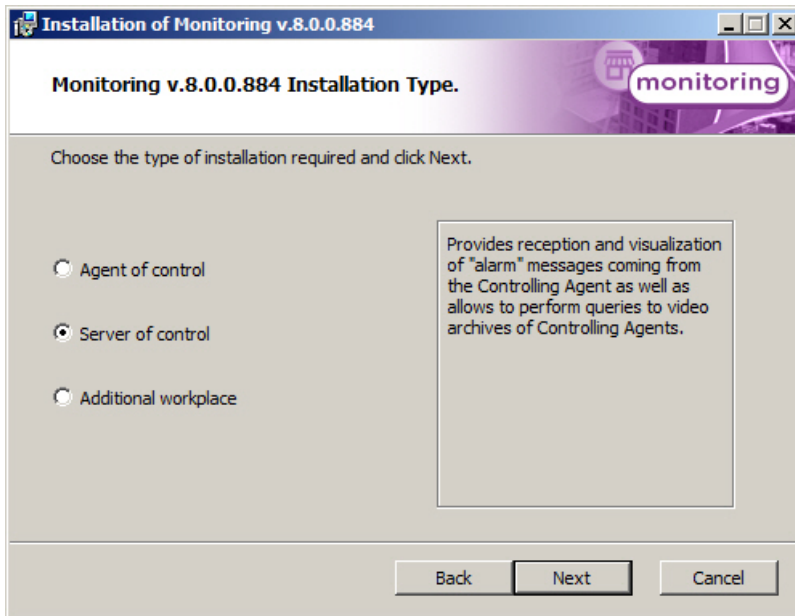 Installation of Monitoring v.8.0.0.884
Monitoring v.8.0.0.884 Installation Type.
monitoring
Choose the type of installation required and click Next.
Agent of control
Server of control
Additional workplace
Provides reception and visualization
of "alarm" messages coming from
the Controlling Agent as well as
allows to perform queries to video
archives of Controlling Agents.
Back
Next
Cancel